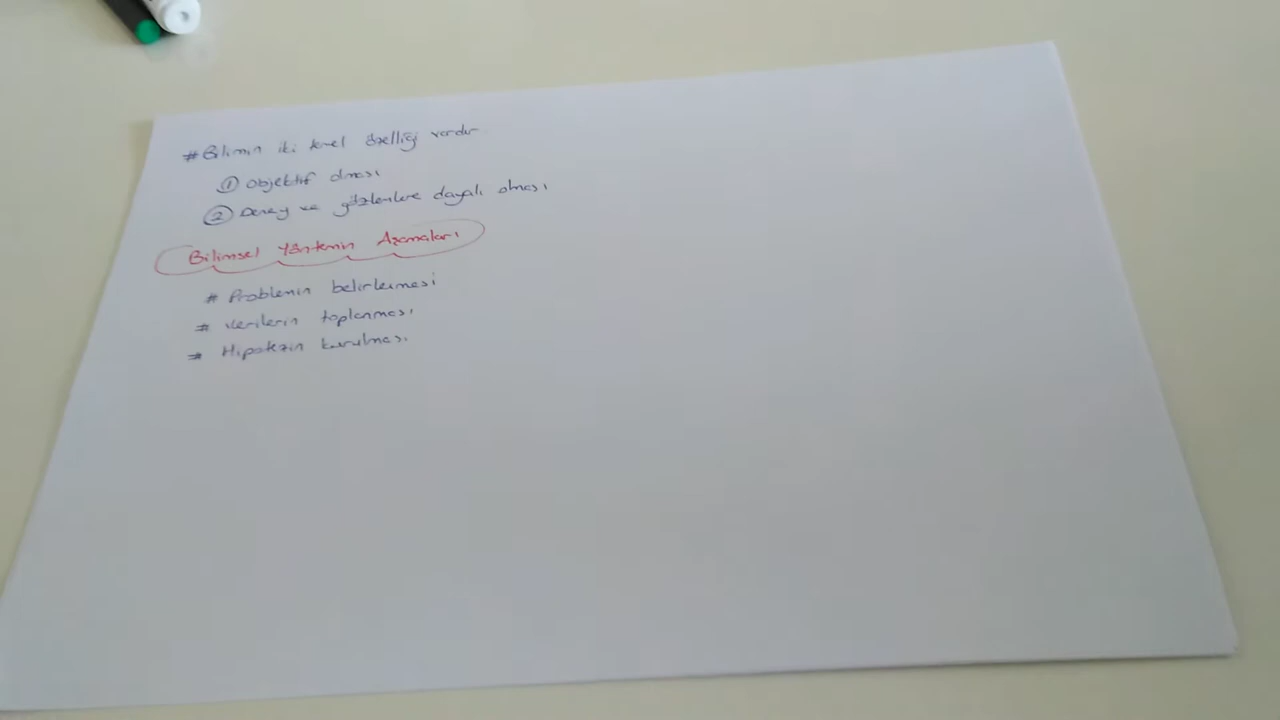 # Bilimin iki temel özelliği vardır
① Objektif olması
② Deney ve gözlemlere dayalı olması
Bilimsel Yöntemin Aşamaları
# Problemin belirlenmesi
# Verilerin toplanması
# Hipotezin kurulması